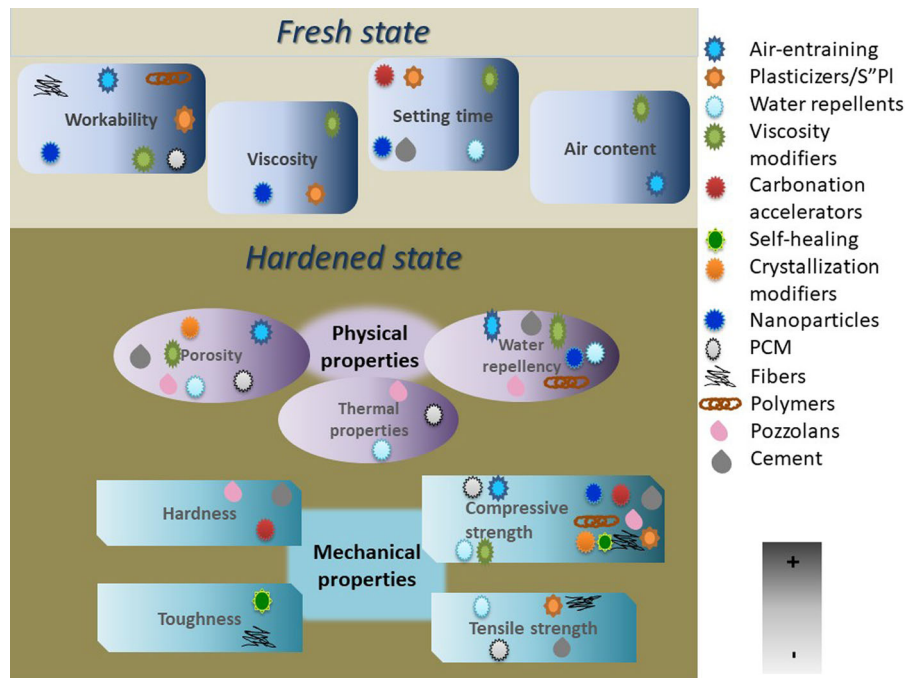 Fresh state
Workability
Viscosity
Setting time
Air content
Hardened state
Physical
properties
Porosity
Water
repellency
Thermal
properties
Mechanical
properties
Hardness
Compressive
strength
Toughness
Tensile strength
Air-entraining
Plasticizers/S”Pl
Water repellents
Viscosity
modifiers
Carbonation
accelerators
Self-healing
Crystallization
modifiers
Nanoparticles
PCM
Fibers
Polymers
Pozzolans
Cement
+
-